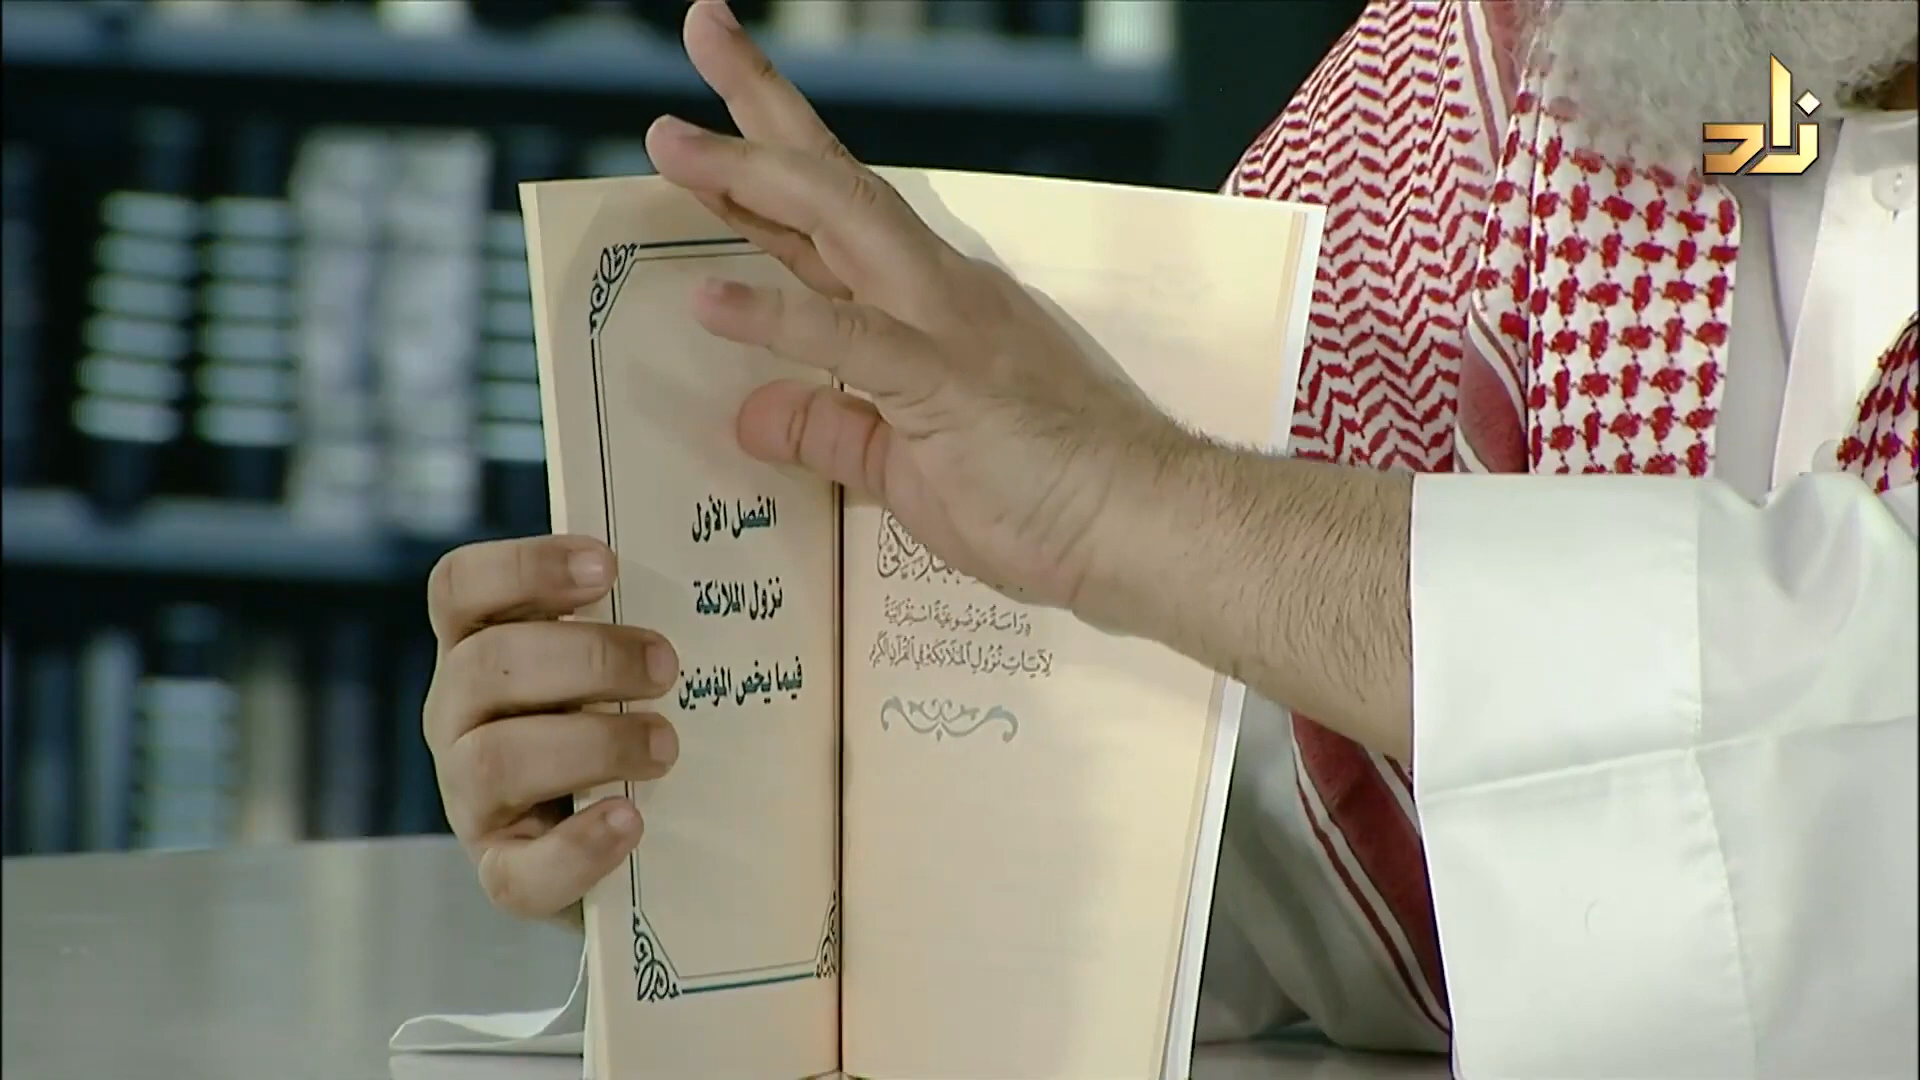 زاد
دراسة موضوعية استقرائية
لآيات نزول الملائكة في القرآن الكريم
الفصل الأول
نزول الملائكة
فيما يخص المؤمنين